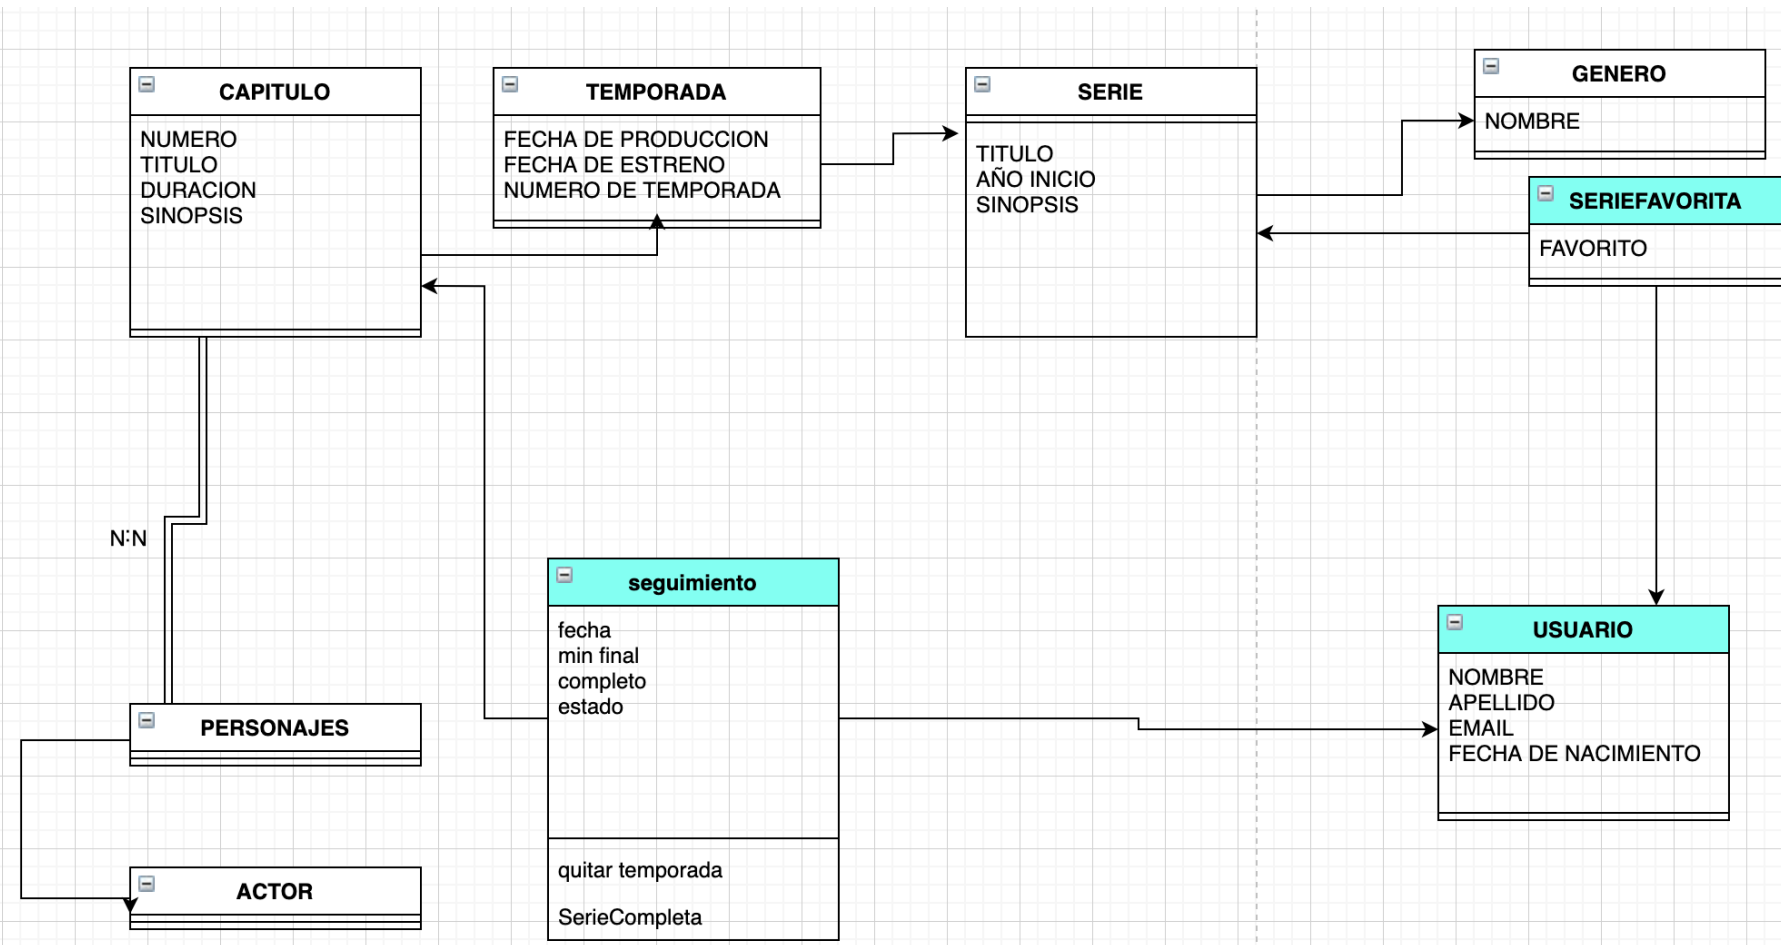 CAPITULO
NUMERO
TITULO
DURACION
SINOPSIS
TEMPORADA
FECHA DE PRODUCCION
FECHA DE ESTRENO
NUMERO DE TEMPORADA
SERIE
TITULO
AÑO INICIO
SINOPSIS
GENERO
NOMBRE
SERIEFAVORITA
FAVORITO
N:N
seguimiento
fecha
min final
completo
estado
quitar temporada
SerieCompleta
USUARIO
NOMBRE
APELLIDO
EMAIL
FECHA DE NACIMIENTO
PERSONAJES
ACTOR